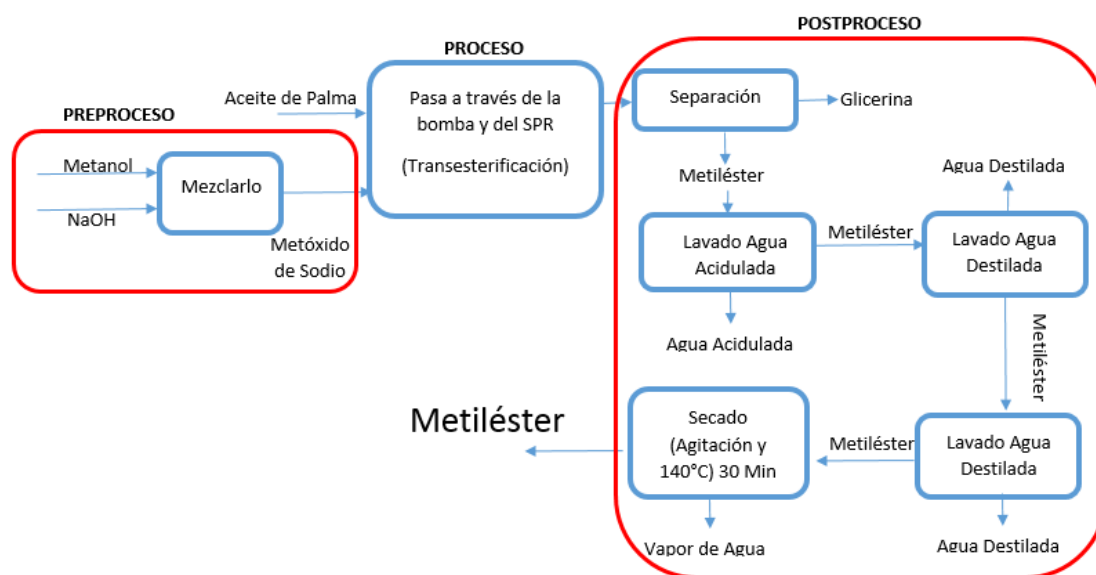 PREPROCESO
Metanol
NaOH
Mezclarlo
Metóxido
de Sodio
PROCESO
Aceite de Palma
Pasa a través de la
bomba y del SPR
(Transesterificación)
POSTPROCESO
Separación
Glicerina
Metiléster
Lavado Agua
Acidulada
Agua Acidulada
Metiléster
Agua Destilada
Lavado Agua
Destilada
Metiléster
Lavado Agua
Destilada
Agua Destilada
Metiléster
Secado
(Agitación y
140°C) 30 Min
Vapor de Agua
Metiléster